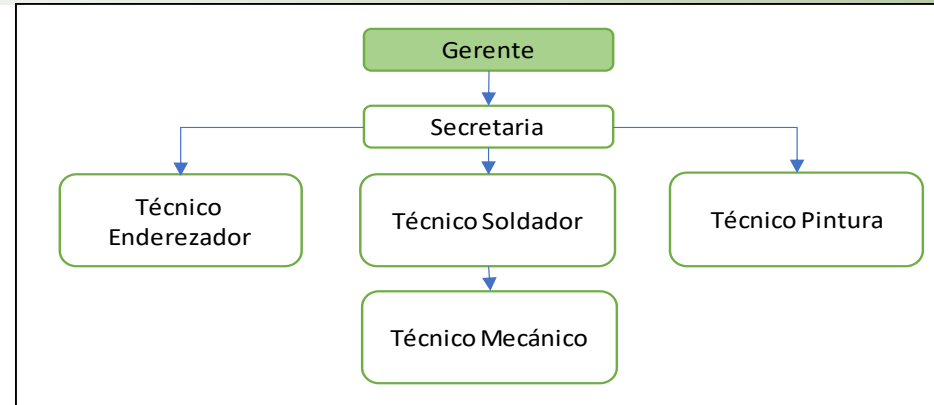 Gerente
Secretaria
Técnico
Enderezador
Técnico Soldador
Técnico Pintura
Técnico Mecánico